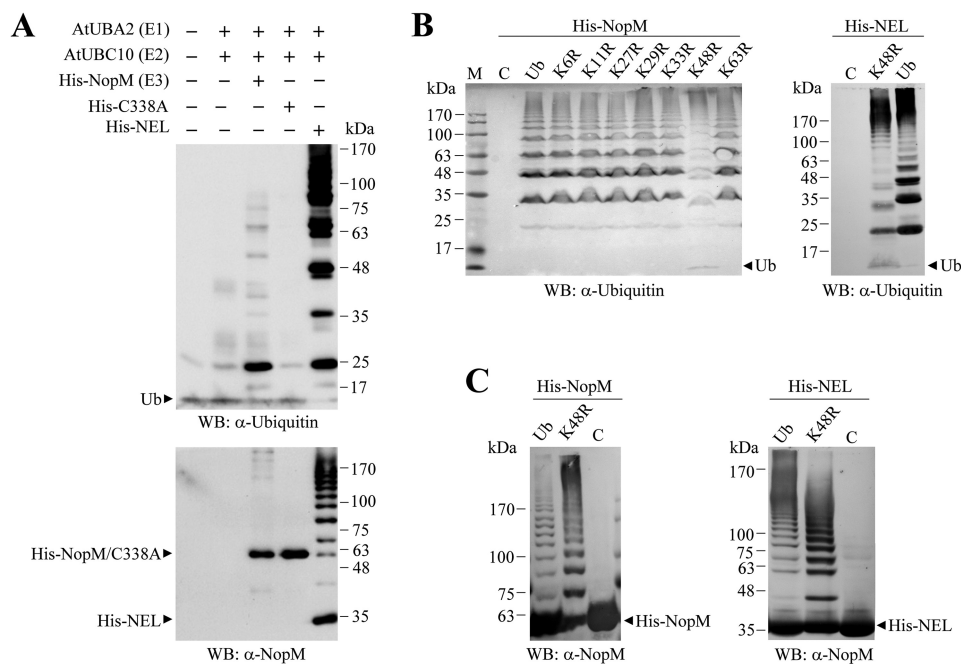 A
AtUBA2 (E1) – + + + +
AtUBC10 (E2) – + + + +
His-NopM (E3) – – + – –
His-C338A – – – + –
His-NEL – – – – +
kDa
170
100
75
63
48
35
25
17
Ub
WB: α-Ubiquitin
170
100
75
63
48
35
His-NopM/C338A
His-NEL
WB: α-NopM
B
His-NopM
M C Ub K6R K11R K27R K29R K33R K48R K63R
kDa
170
100
63
48
35
25
17
Ub
WB: α-Ubiquitin
His-NEL
C K48R Ub
kDa
170
100
63
48
35
25
17
Ub
WB: α-Ubiquitin
C
His-NopM
Ub K48R C
kDa
170
100
75
63
His-NopM
WB: α-NopM
His-NEL
Ub K48R C
kDa
170
100
75
63
48
35
His-NEL
WB: α-NopM